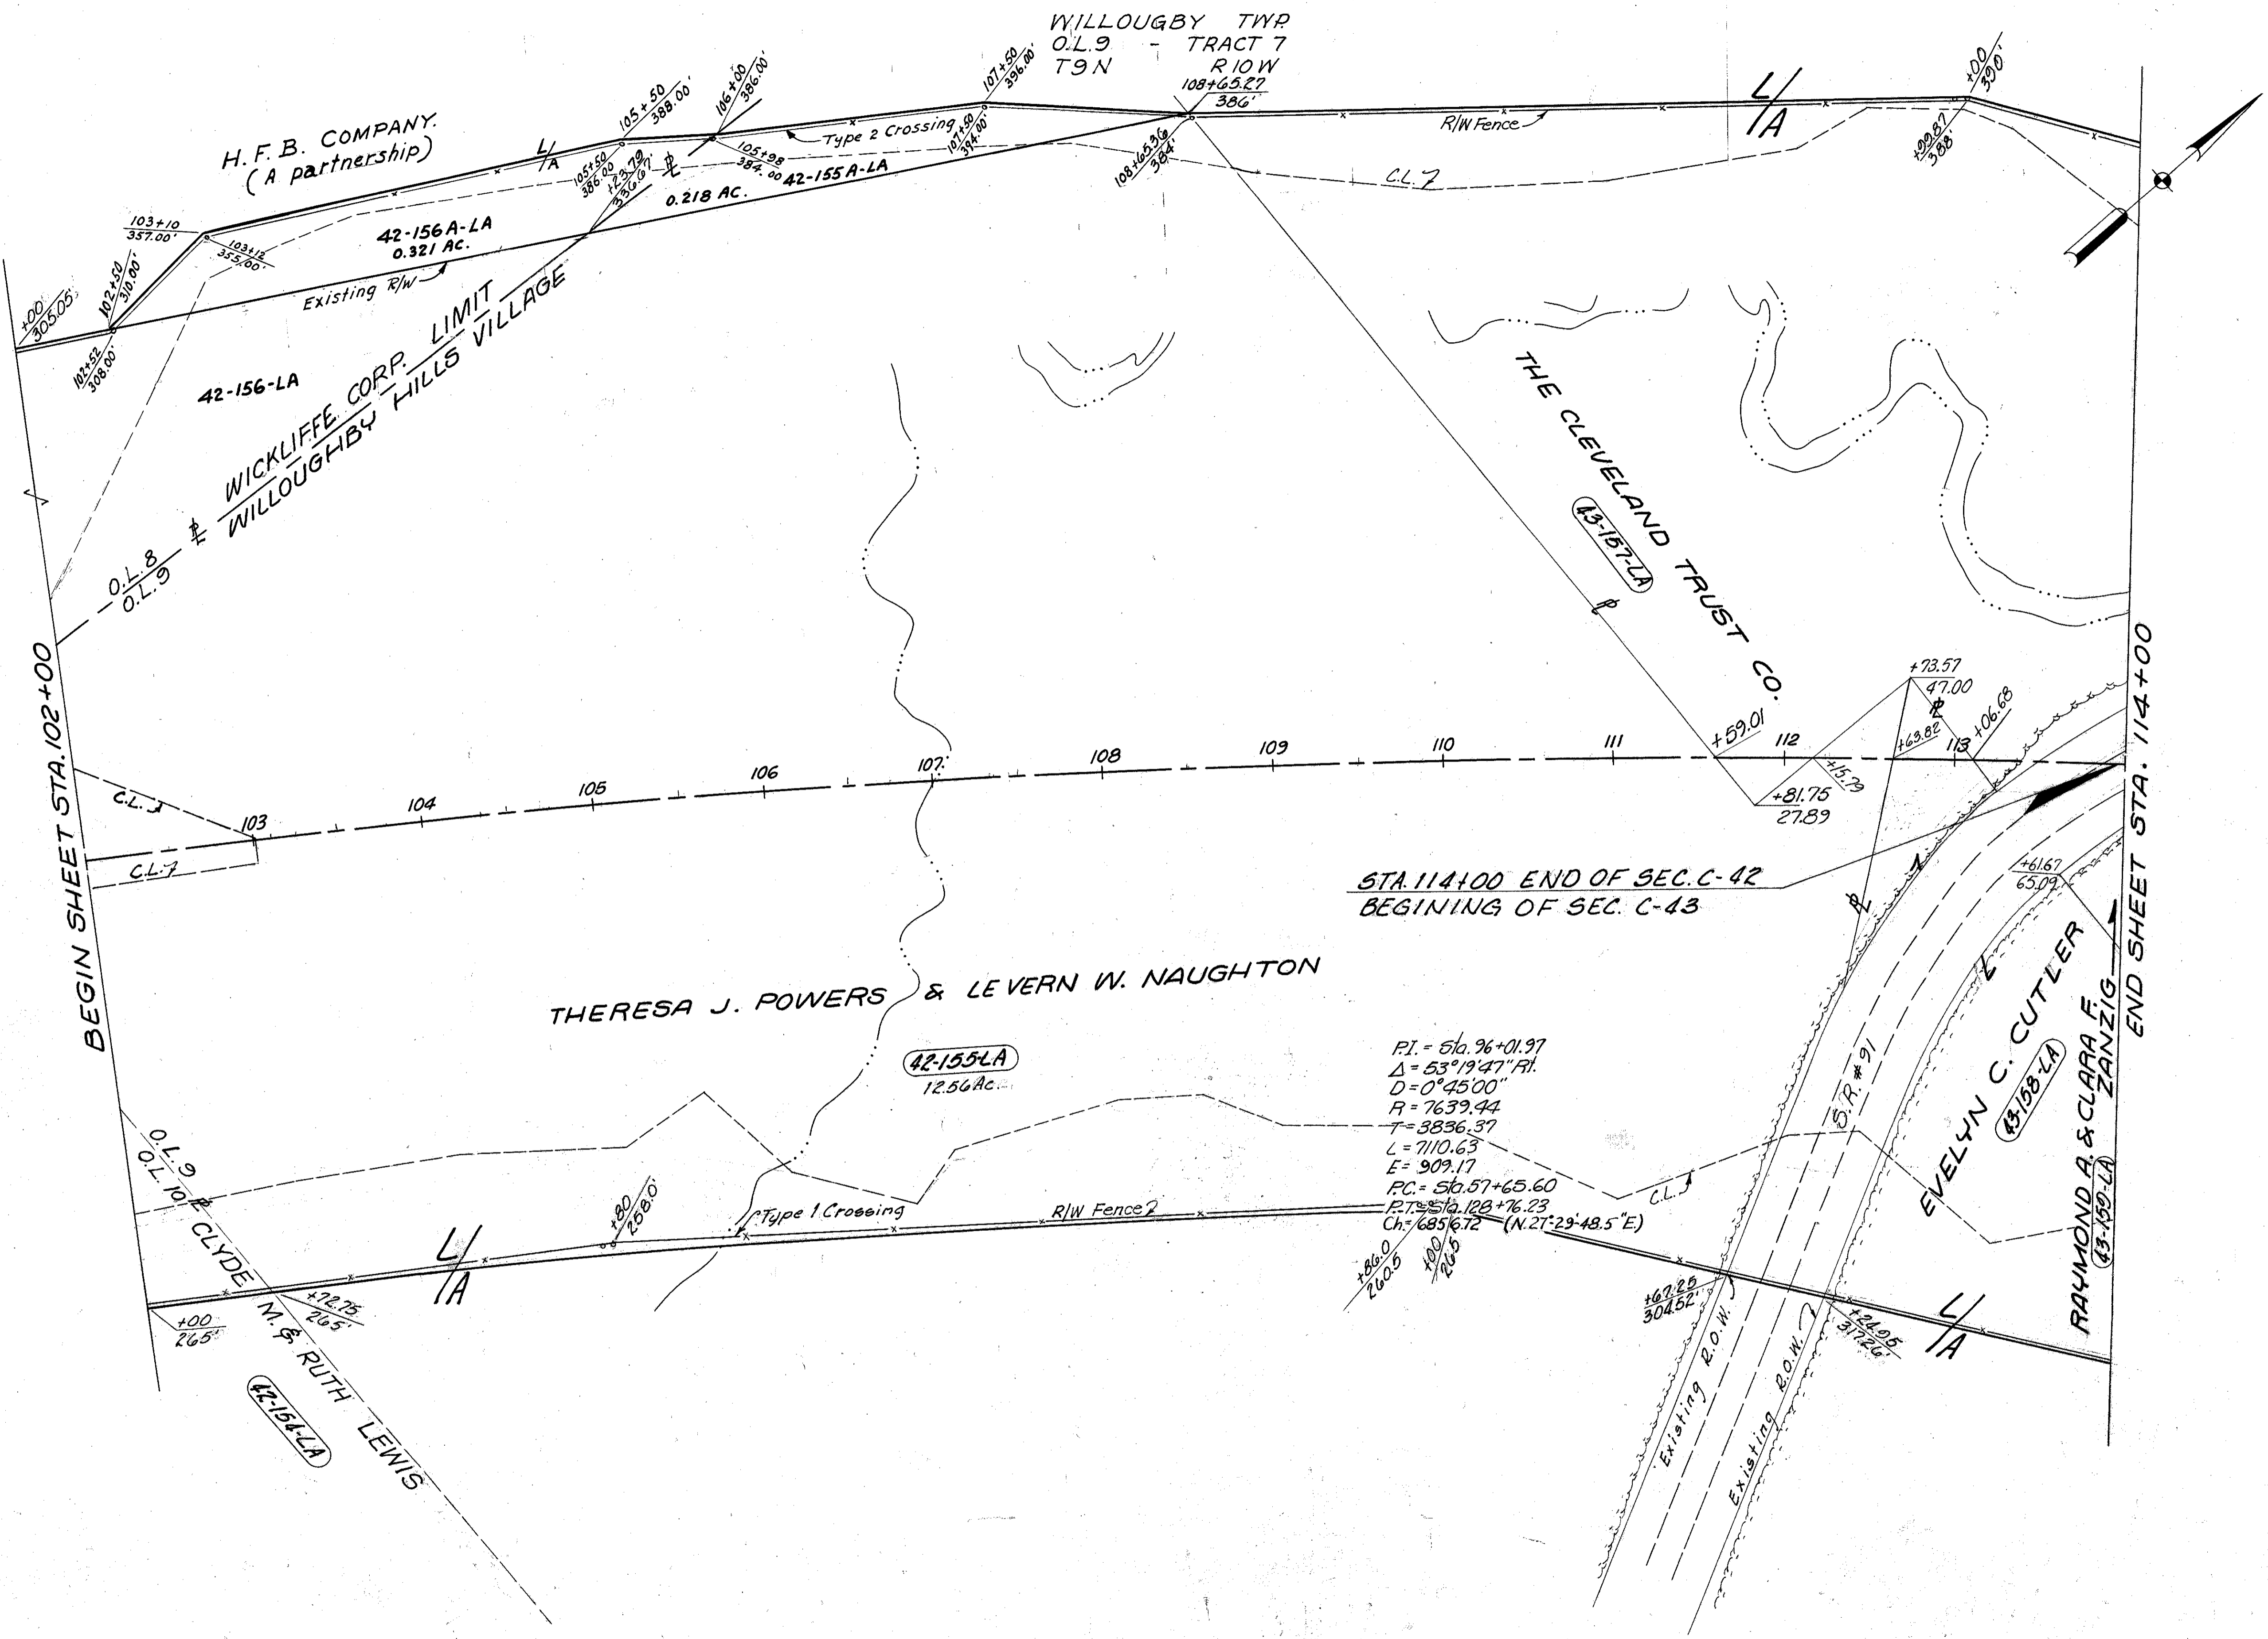 WILLOUGBY TWP.
O.L.9 - TRACT 7
T9N R10W
108+65.27
386'
+00
390'
107+50
396.00'
106+00
386.00'
105+50
388.00'
H.F.B. COMPANY.
(A partnership)
L/A
Type 2 Crossing
R/W Fence
L/A
107+50
394.00'
105+98
384.00
105+50
386.00
+23.79
336.67'
108+65.36
384'
+99.87
388'
C.L.7
42-155A-LA
0.218 AC.
103+10
357.00'
103+12
355.00'
42-156A-LA
0.321 AC.
Existing R/W
102+50
310.00'
+00
305.05'
102+52
308.00'
42-156-LA
WICKLIFFE CORP. LIMIT
WILLOUGHBY HILLS VILLAGE
O.L.8
O.L.9
THE CLEVELAND TRUST CO.
43-157-LA
BEGIN SHEET STA.102+00
END SHEET STA. 114+00
+73.57
47.00
+06.68
+59.01
+63.82
+15.79
+81.75
27.89
103
104
105
106
107
108
109
110
111
112
113
C.L.
C.L.7
STA.114+00 END OF SEC.C-42
BEGINING OF SEC. C-43
+61.67
65.09
THERESA J. POWERS & LEVERN W. NAUGHTON
42-155-LA
12.56 Ac.
P.I. = Sta.96+01.97
Δ = 53°19'47" Rt.
D = 0°45'00"
R = 7639.44
T = 3836.37
L = 7110.63
E = 909.17
P.C. = Sta.57+65.60
P.T. = Sta.128+76.23
Ch. = 6856.72 (N.27°-29'-48.5"E)
S.R. #91
EVELYN C. CUTLER
43-158-LA
RAYMOND A. & CLARA F.
ZANZIG
43-159-LA
C.L.
O.L.9
O.L.10
CLYDE M. & RUTH LEWIS
42-154-LA
+80
258.0'
Type 1 Crossing
R/W Fence
L/A
+00
265'
+72.75
265'
+86.0
260.5
+00
265
+67.25
304.52'
+24.05
317.26'
L/A
Existing R.O.W.
Existing R.O.W.